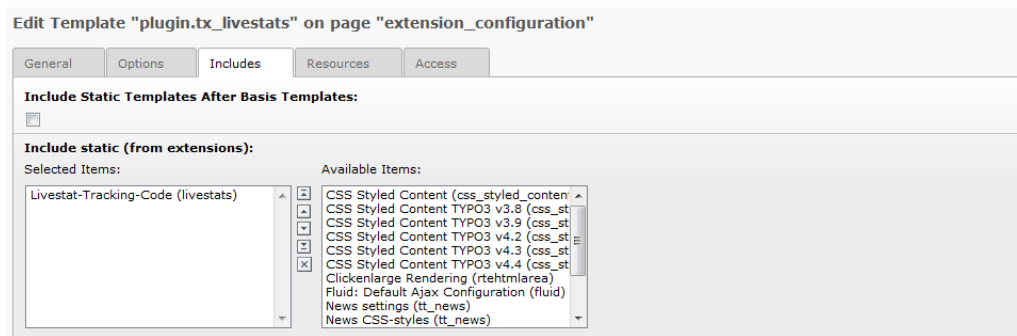 Edit Template "plugin.tx_livestats" on page "extension_configuration"
General Options Includes Resources Access
Include Static Templates After Basis Templates:
Include static (from extensions):
Selected Items: Available Items:
Livestat-Tracking-Code (livestats)
CSS Styled Content (css_styled_conten
CSS Styled Content TYPO3 v3.8 (css_st
CSS Styled Content TYPO3 v3.9 (css_st
CSS Styled Content TYPO3 v4.2 (css_st
CSS Styled Content TYPO3 v4.3 (css_st
CSS Styled Content TYPO3 v4.4 (css_st
Clickenlarge Rendering (rtehtmlarea)
Fluid: Default Ajax Configuration (fluid)
News settings (tt_news)
News CSS-styles (tt_news)